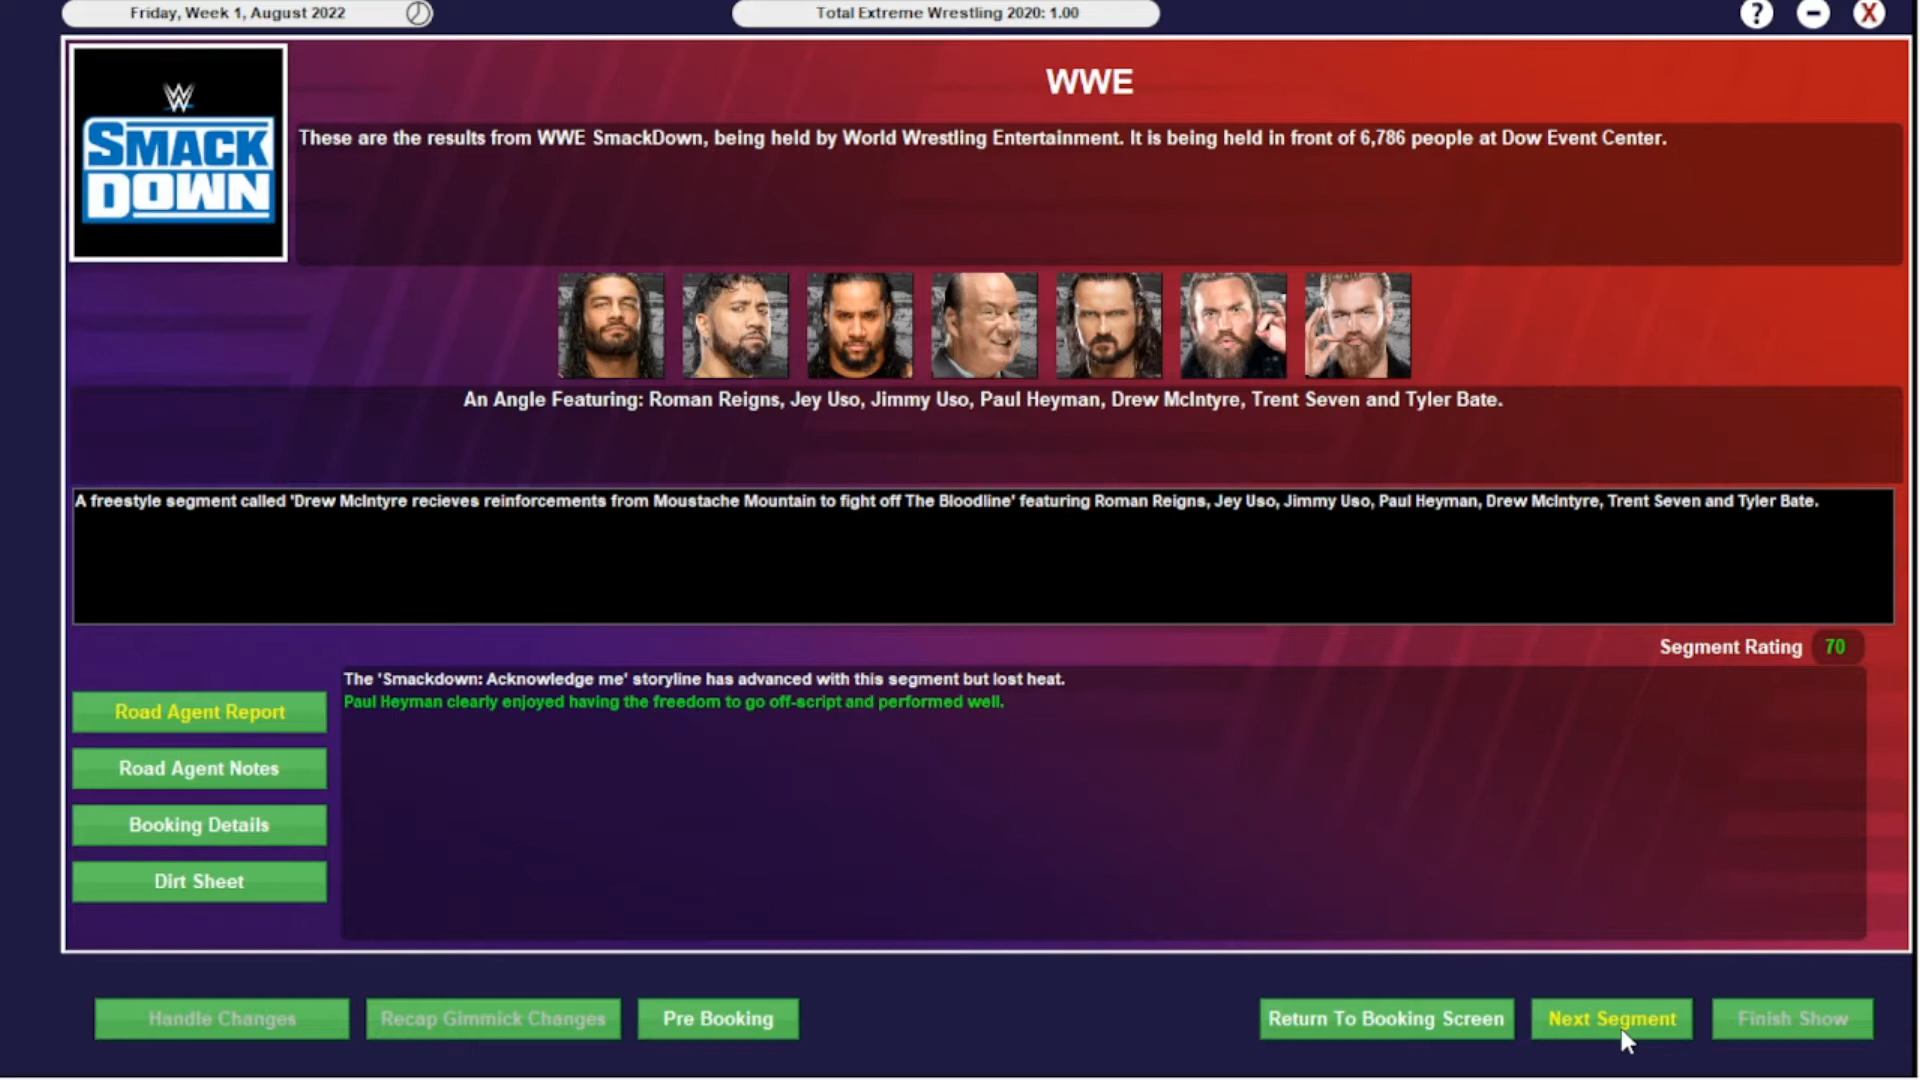 Friday, Week 1, August 2022
Total Extreme Wrestling 2020: 1.00
?
X
W
SMACK
DOWN
WWE
These are the results from WWE SmackDown, being held by World Wrestling Entertainment. It is being held in front of 6,786 people at Dow Event Center.
An Angle Featuring: Roman Reigns, Jey Uso, Jimmy Uso, Paul Heyman, Drew McIntyre, Trent Seven and Tyler Bate.
A freestyle segment called 'Drew McIntyre recieves reinforcements from Moustache Mountain to fight off The Bloodline' featuring Roman Reigns, Jey Uso, Jimmy Uso, Paul Heyman, Drew McIntyre, Trent Seven and Tyler Bate.
Segment Rating 70
The 'Smackdown: Acknowledge me' storyline has advanced with this segment but lost heat.
Paul Heyman clearly enjoyed having the freedom to go off-script and performed well.
Road Agent Report
Road Agent Notes
Booking Details
Dirt Sheet
Handle Changes
Recap Gimmick Changes
Pre Booking
Return To Booking Screen
Next Segment
Finish Show